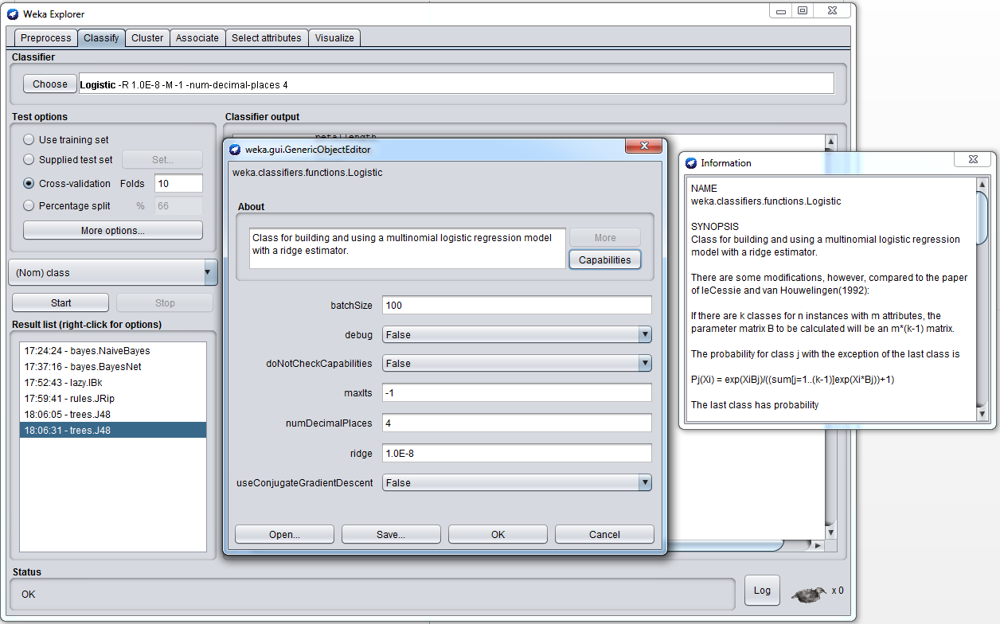 Weka Explorer
Preprocess Classify Cluster Associate Select attributes Visualize
Classifier
Choose Logistic -R 1.0E-8 -M -1 -num-decimal-places 4
Test options
Use training set
Supplied test set Set...
Cross-validation Folds 10
Percentage split % 66
More options...
(Nom) class
Start Stop
Result list (right-click for options)
17:24:24 - bayes.NaiveBayes
17:37:16 - bayes.BayesNet
17:52:43 - lazy.IBk
17:59:41 - rules.JRip
18:06:05 - trees.J48
18:06:31 - trees.J48
Classifier output
petallength
weka.gui.GenericObjectEditor
weka.classifiers.functions.Logistic
About
Class for building and using a multinomial logistic regression model
with a ridge estimator.
More
Capabilities
batchSize 100
debug False
doNotCheckCapabilities False
maxIts -1
numDecimalPlaces 4
ridge 1.0E-8
useConjugateGradientDescent False
Open... Save... OK Cancel
Information
NAME
weka.classifiers.functions.Logistic
SYNOPSIS
Class for building and using a multinomial logistic regression
model with a ridge estimator.
There are some modifications, however, compared to the paper
of leCessie and van Houwelingen(1992):
If there are k classes for n instances with m attributes, the
parameter matrix B to be calculated will be an m*(k-1) matrix.
The probability for class j with the exception of the last class is
Pj(Xi) = exp(XiBj)/((sum[j=1..(k-1)]exp(Xi*Bj))+1)
The last class has probability
Status
OK
Log x 0